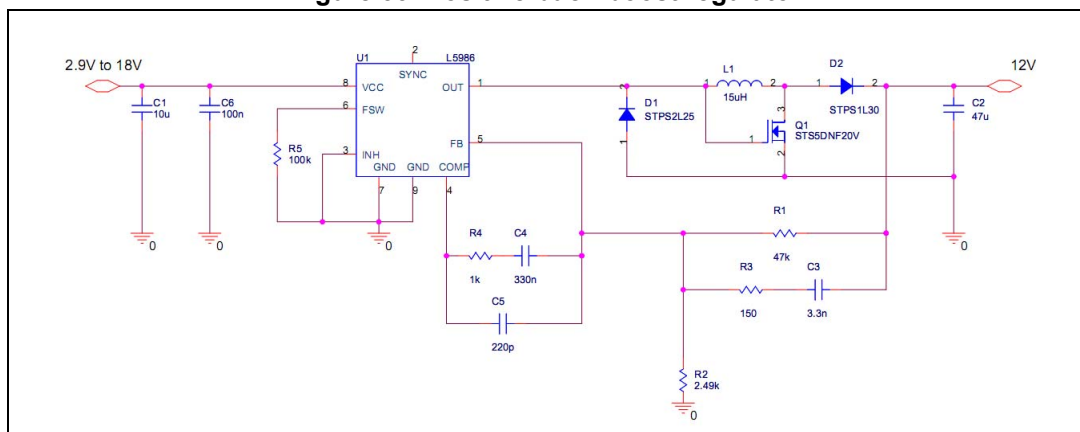 2.9V to 18V
C1
10u
C6
100n
R5
100k
U1
L5986
2
SYNC
8
VCC
OUT
1
6
FSW
3
INH
FB
5
GND
GND
COMP
7
9
4
R4
1k
C4
330n
C5
220p
2
D1
STPS2L25
1
L1
1
2
15uH
3
Q1
STS5DNF20V
1
2
D2
1
2
STPS1L30
12V
C2
47u
R1
47k
R3
150
C3
3.3n
R2
2.49k
0
0
0
0
0